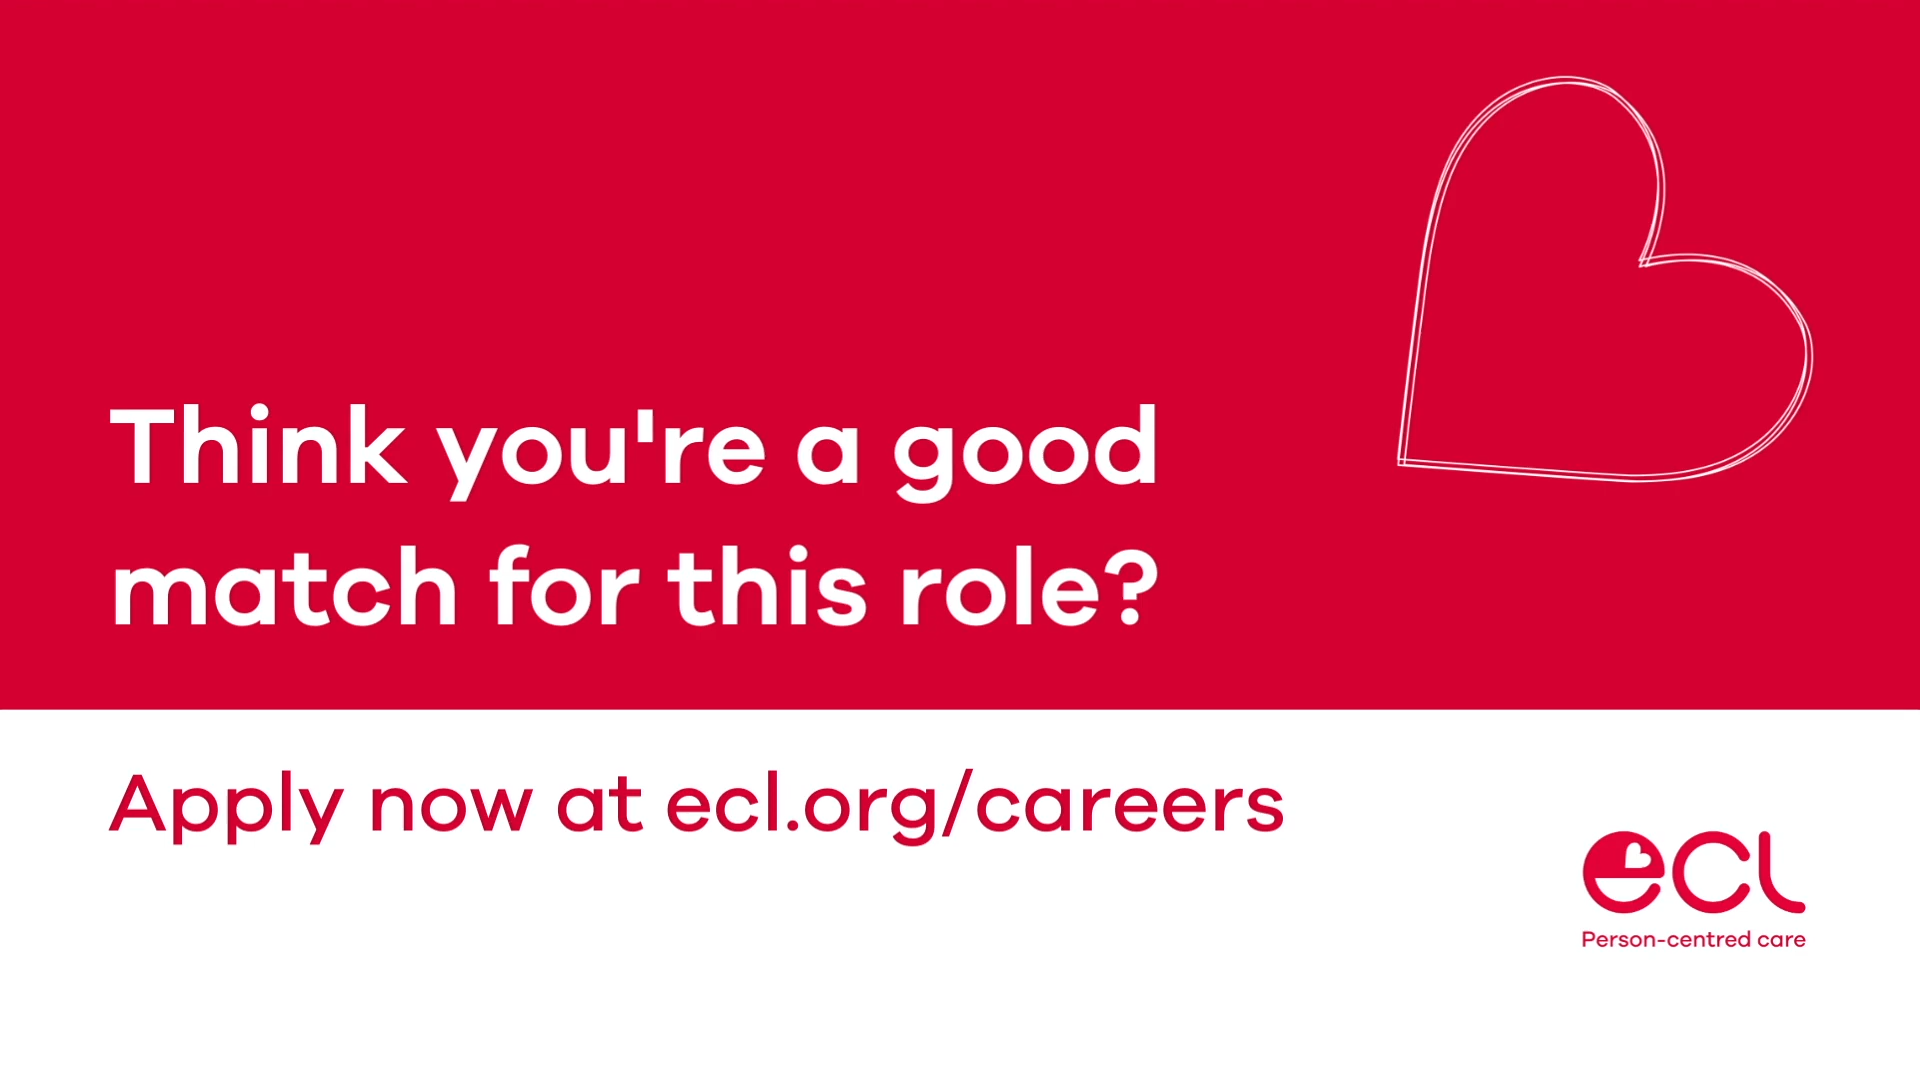 Think you're a good
match for this role?
Apply now at ecl.org/careers
ecl
Person-centred care